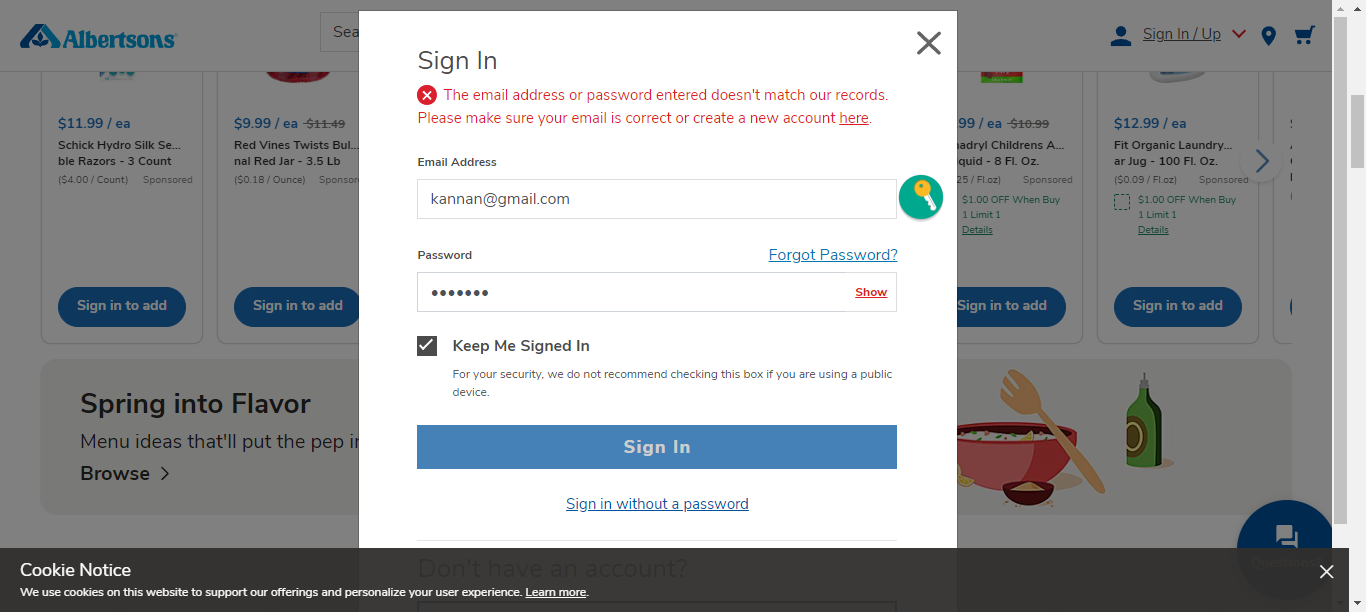 Albertsons
Sea
Sign In / Up
Sign In
The email address or password entered doesn't match our records.
Please make sure your email is correct or create a new account here.
Email Address
kannan@gmail.com
Password
Forgot Password?
•••••••
Show
Keep Me Signed In
For your security, we do not recommend checking this box if you are using a public
device.
Sign In
Sign in without a password
Don't have an account?
$11.99 / ea
Schick Hydro Silk Se...
ble Razors - 3 Count
($4.00 / Count) Sponsored
Sign in to add
$9.99 / ea $11.49
Red Vines Twists Bul...
nal Red Jar - 3.5 Lb
($0.18 / Ounce) Sponsor
Sign in to add
99 / ea $10.99
nadryl Childrens A...
quid - 8 Fl. Oz.
25 / Fl.oz) Sponsored
$1.00 OFF When Buy
1 Limit 1
Details
Sign in to add
$12.99 / ea
Fit Organic Laundry...
ar Jug - 100 Fl. Oz.
($0.09 / Fl.oz) Sponsored
$1.00 OFF When Buy
1 Limit 1
Details
Sign in to add
Spring into Flavor
Menu ideas that'll put the pep in
Browse
Cookie Notice
We use cookies on this website to support our offerings and personalize your user experience. Learn more.